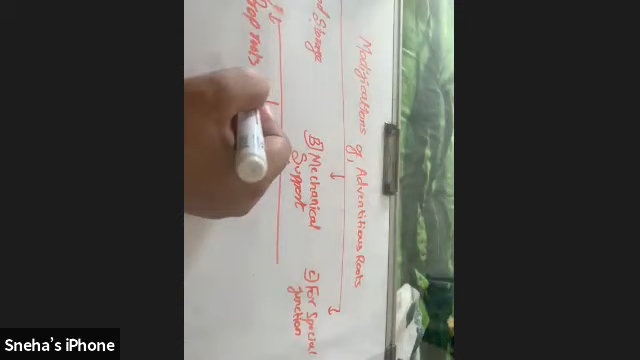 Modifications of Adventitious Roots
Storage
B) Mechanical
Support
C) For Special
function
Prop roots
Sneha's iPhone